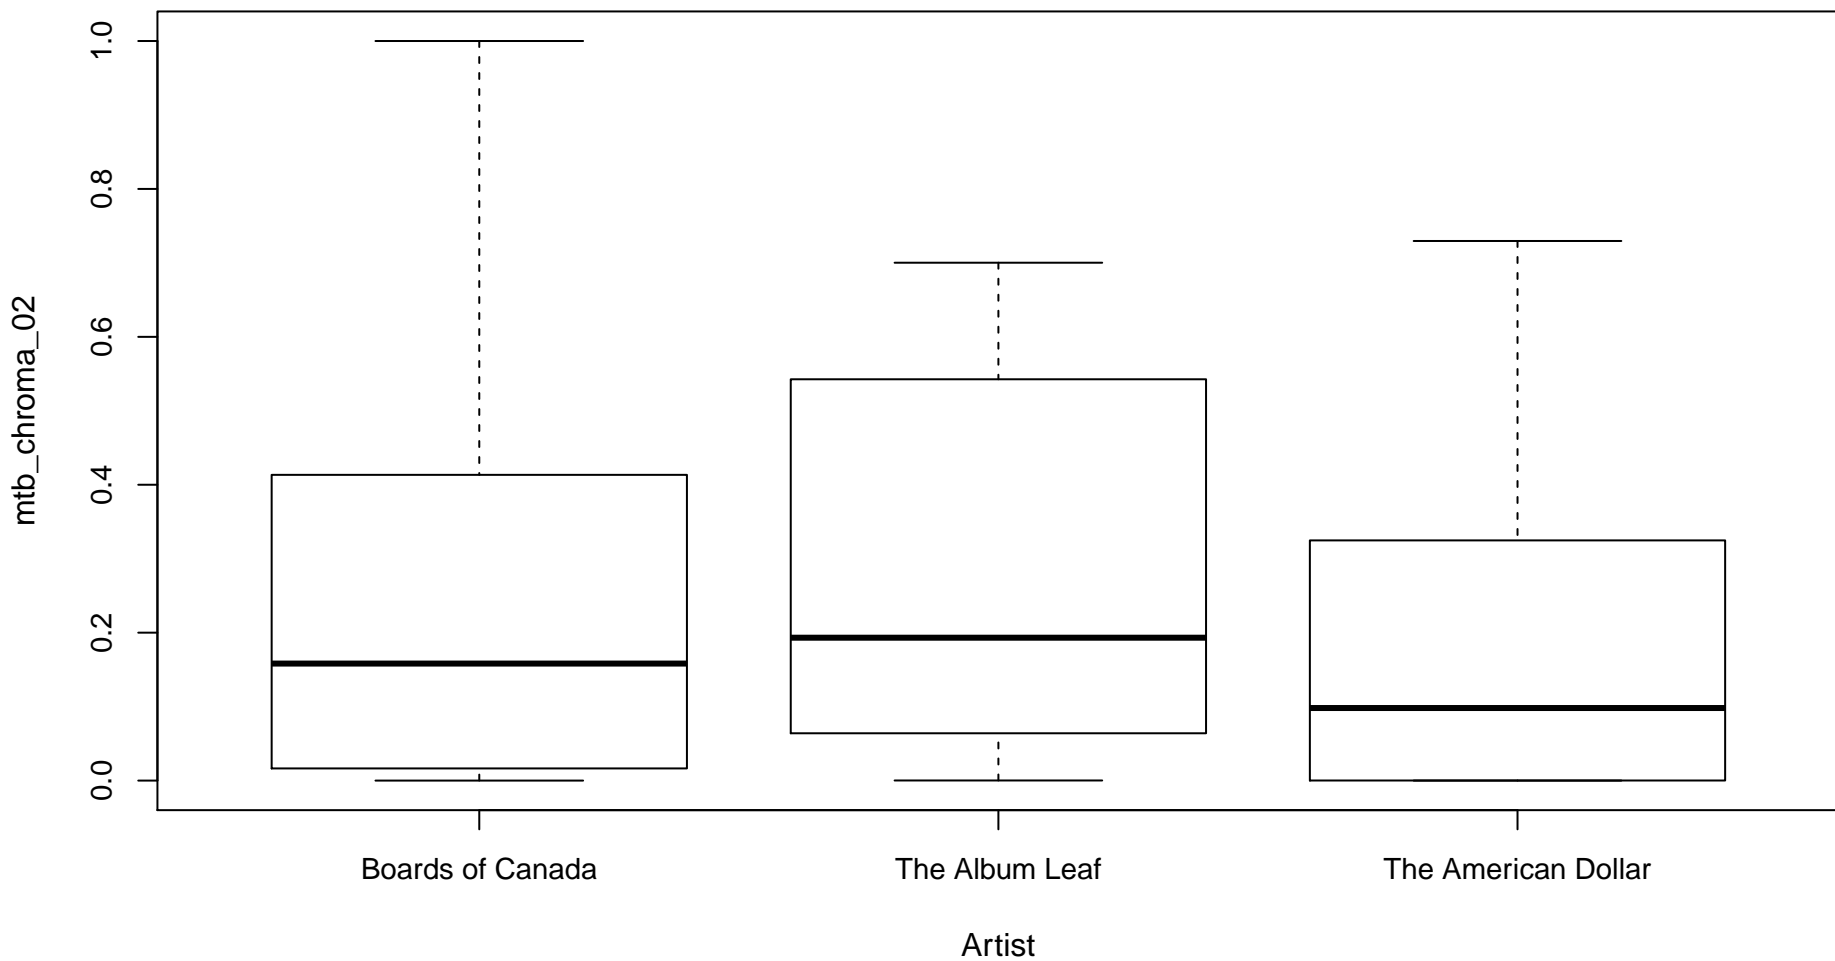 mtb_chroma_02
1.0
0.8
0.6
0.4
0.2
0.0
Boards of Canada
The Album Leaf
The American Dollar
Artist